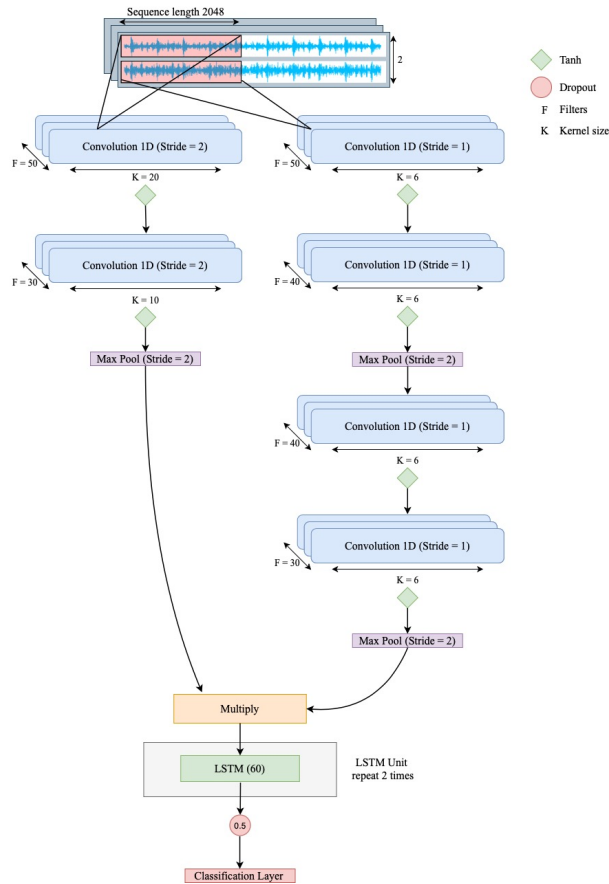 Sequence length 2048
2
Tanh
Dropout
F Filters
K Kernel size
Convolution 1D (Stride = 2)
F = 50
K = 20
Convolution 1D (Stride = 1)
F = 50
K = 6
Convolution 1D (Stride = 2)
F = 30
K = 10
Convolution 1D (Stride = 1)
F = 40
K = 6
Max Pool (Stride = 2)
Max Pool (Stride = 2)
Convolution 1D (Stride = 1)
F = 40
K = 6
Convolution 1D (Stride = 1)
F = 30
K = 6
Max Pool (Stride = 2)
Multiply
LSTM (60)
LSTM Unit
repeat 2 times
0.5
Classification Layer